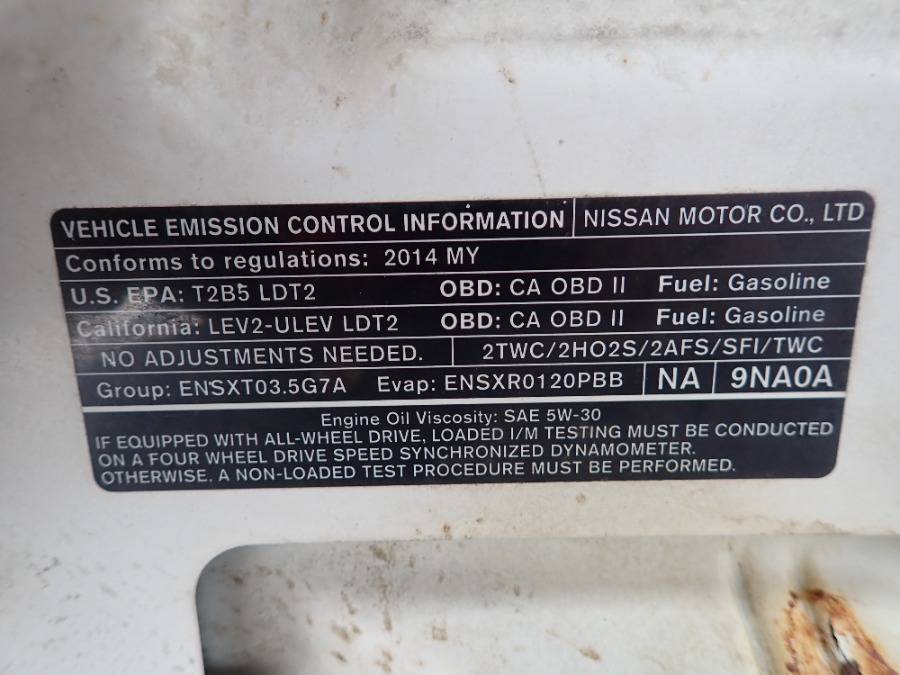 VEHICLE EMISSION CONTROL INFORMATION NISSAN MOTOR CO., LTD
Conforms to regulations: 2014 MY
U.S. EPA: T2B5 LDT2 OBD: CA OBD II Fuel: Gasoline
California: LEV2-ULEV LDT2 OBD: CA OBD II Fuel: Gasoline
NO ADJUSTMENTS NEEDED. 2TWC/2HO2S/2AFS/SFI/TWC
Group: ENSXT03.5G7A Evap: ENSXR0120PBB NA 9NA0A
Engine Oil Viscosity: SAE 5W-30
IF EQUIPPED WITH ALL-WHEEL DRIVE, LOADED I/M TESTING MUST BE CONDUCTED
ON A FOUR WHEEL DRIVE SPEED SYNCHRONIZED DYNAMOMETER.
OTHERWISE, A NON-LOADED TEST PROCEDURE MUST BE PERFORMED.